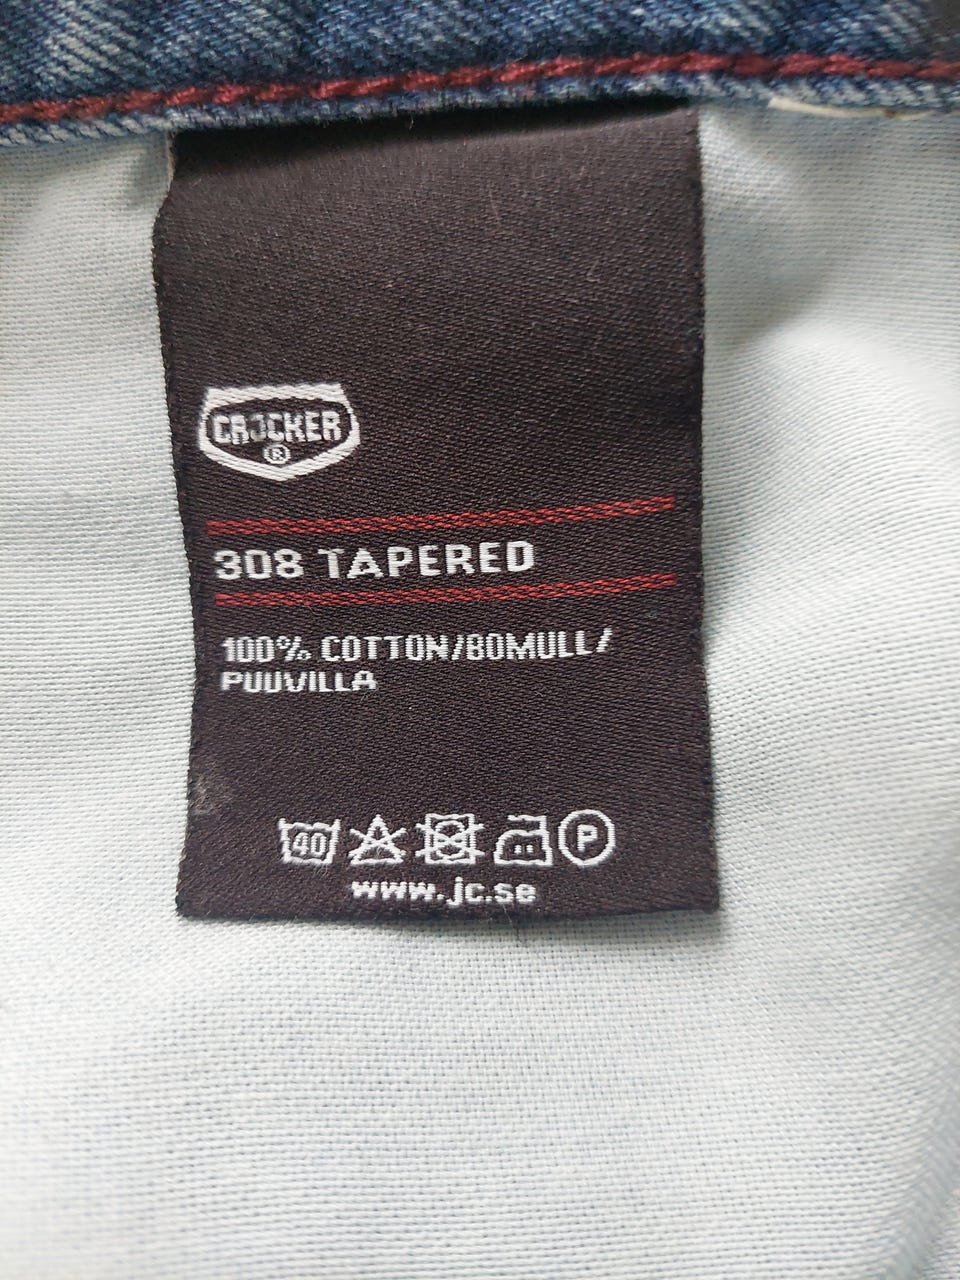 CROCKER
®
308 TAPERED
100% COTTON/BOMULL/
PUUVILLA
40 P
www.jc.se